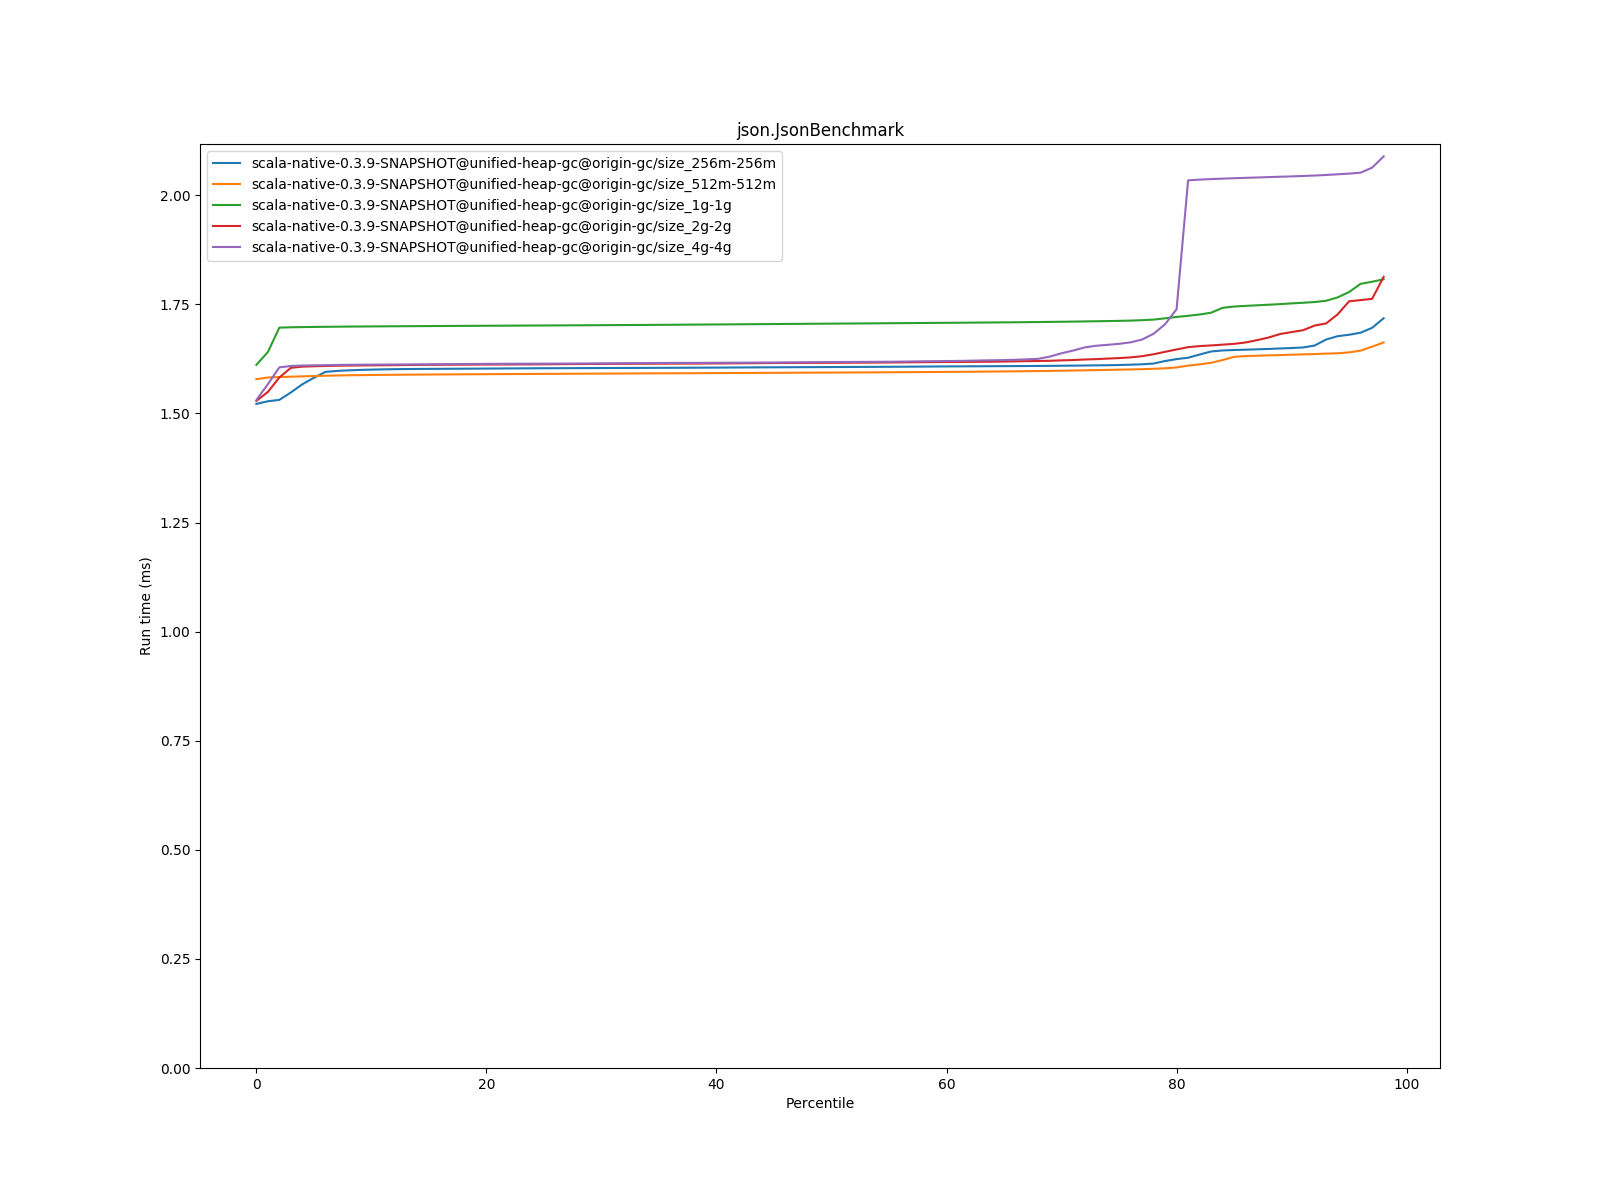 json.JsonBenchmark
scala-native-0.3.9-SNAPSHOT@unified-heap-gc@origin-gc/size_256m-256m
scala-native-0.3.9-SNAPSHOT@unified-heap-gc@origin-gc/size_512m-512m
scala-native-0.3.9-SNAPSHOT@unified-heap-gc@origin-gc/size_1g-1g
scala-native-0.3.9-SNAPSHOT@unified-heap-gc@origin-gc/size_2g-2g
scala-native-0.3.9-SNAPSHOT@unified-heap-gc@origin-gc/size_4g-4g
2.00
1.75
1.50
1.25
1.00
0.75
0.50
0.25
0.00
Run time (ms)
0 20 40 60 80 100
Percentile